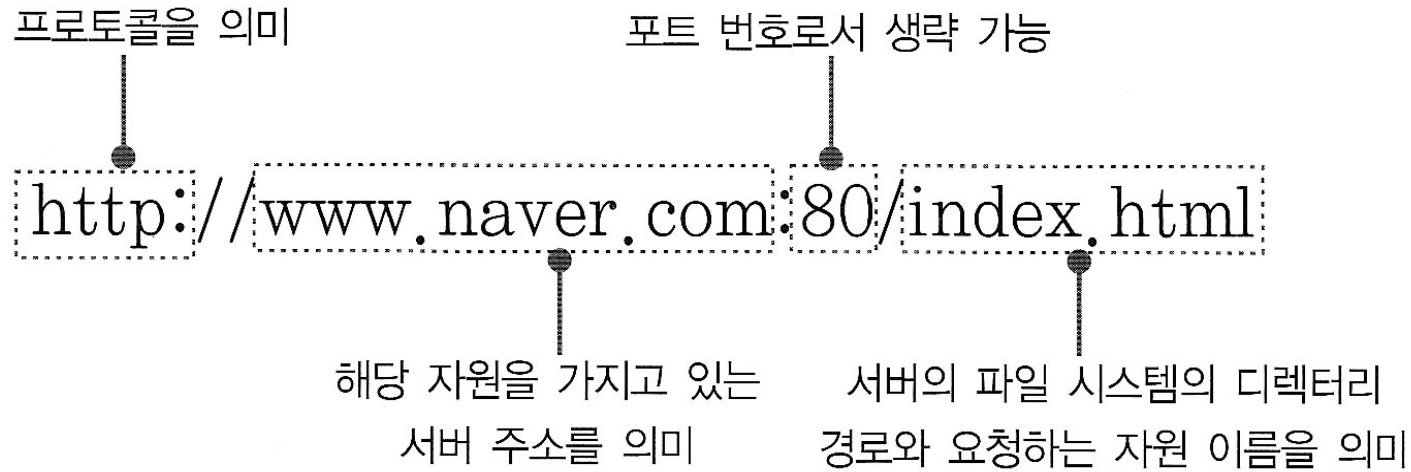 프로토콜을 의미
포트 번호로서 생략 가능
http://www.naver.com:80/index.html
해당 자원을 가지고 있는
서버 주소를 의미
서버의 파일 시스템의 디렉터리
경로와 요청하는 자원 이름을 의미